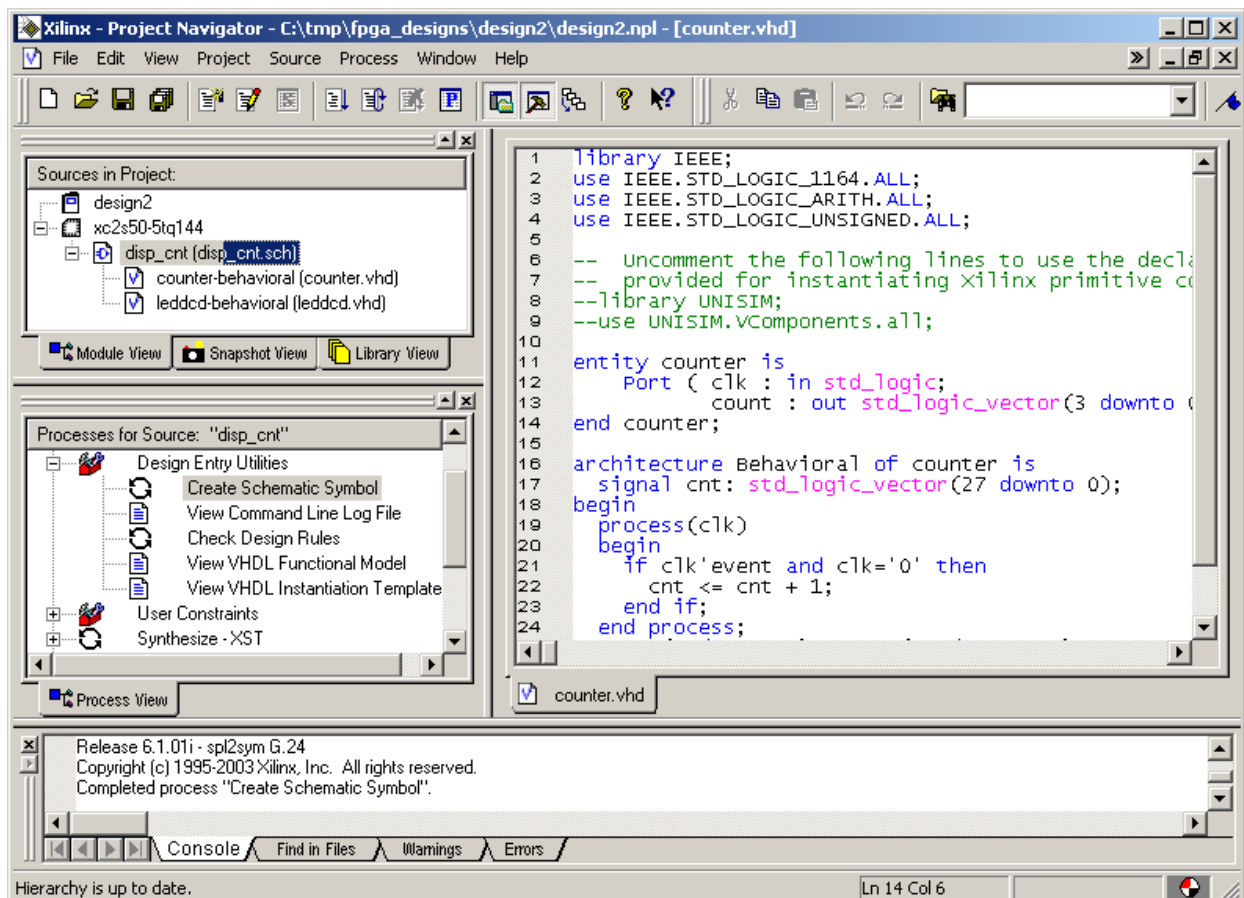 Xilinx - Project Navigator - C:\tmp\fpga_designs\design2\design2.npl - [counter.vhd]
File Edit View Project Source Process Window Help
Sources in Project:
design2
xc2s50-5tq144
disp_cnt (disp_cnt.sch)
counter-behavioral (counter.vhd)
leddcd-behavioral (leddcd.vhd)
Module View Snapshot View Library View
Processes for Source: "disp_cnt"
Design Entry Utilities
Create Schematic Symbol
View Command Line Log File
Check Design Rules
View VHDL Functional Model
View VHDL Instantiation Template
User Constraints
Synthesize - XST
Process View
1 library IEEE;
2 use IEEE.STD_LOGIC_1164.ALL;
3 use IEEE.STD_LOGIC_ARITH.ALL;
4 use IEEE.STD_LOGIC_UNSIGNED.ALL;
5
6 -- Uncomment the following lines to use the decla
7 -- provided for instantiating Xilinx primitive co
8 --library UNISIM;
9 --use UNISIM.VComponents.all;
10
11 entity counter is
12 Port ( clk : in std_logic;
13 count : out std_logic_vector(3 downto
14 end counter;
15
16 architecture Behavioral of counter is
17 signal cnt: std_logic_vector(27 downto 0);
18 begin
19 process(clk)
20 begin
21 if clk'event and clk='0' then
22 cnt <= cnt + 1;
23 end if;
24 end process;
counter.vhd
Release 6.1.01i - spl2sym G.24
Copyright (c) 1995-2003 Xilinx, Inc. All rights reserved.
Completed process "Create Schematic Symbol".
Console Find in Files Warnings Errors
Hierarchy is up to date.
Ln 14 Col 6